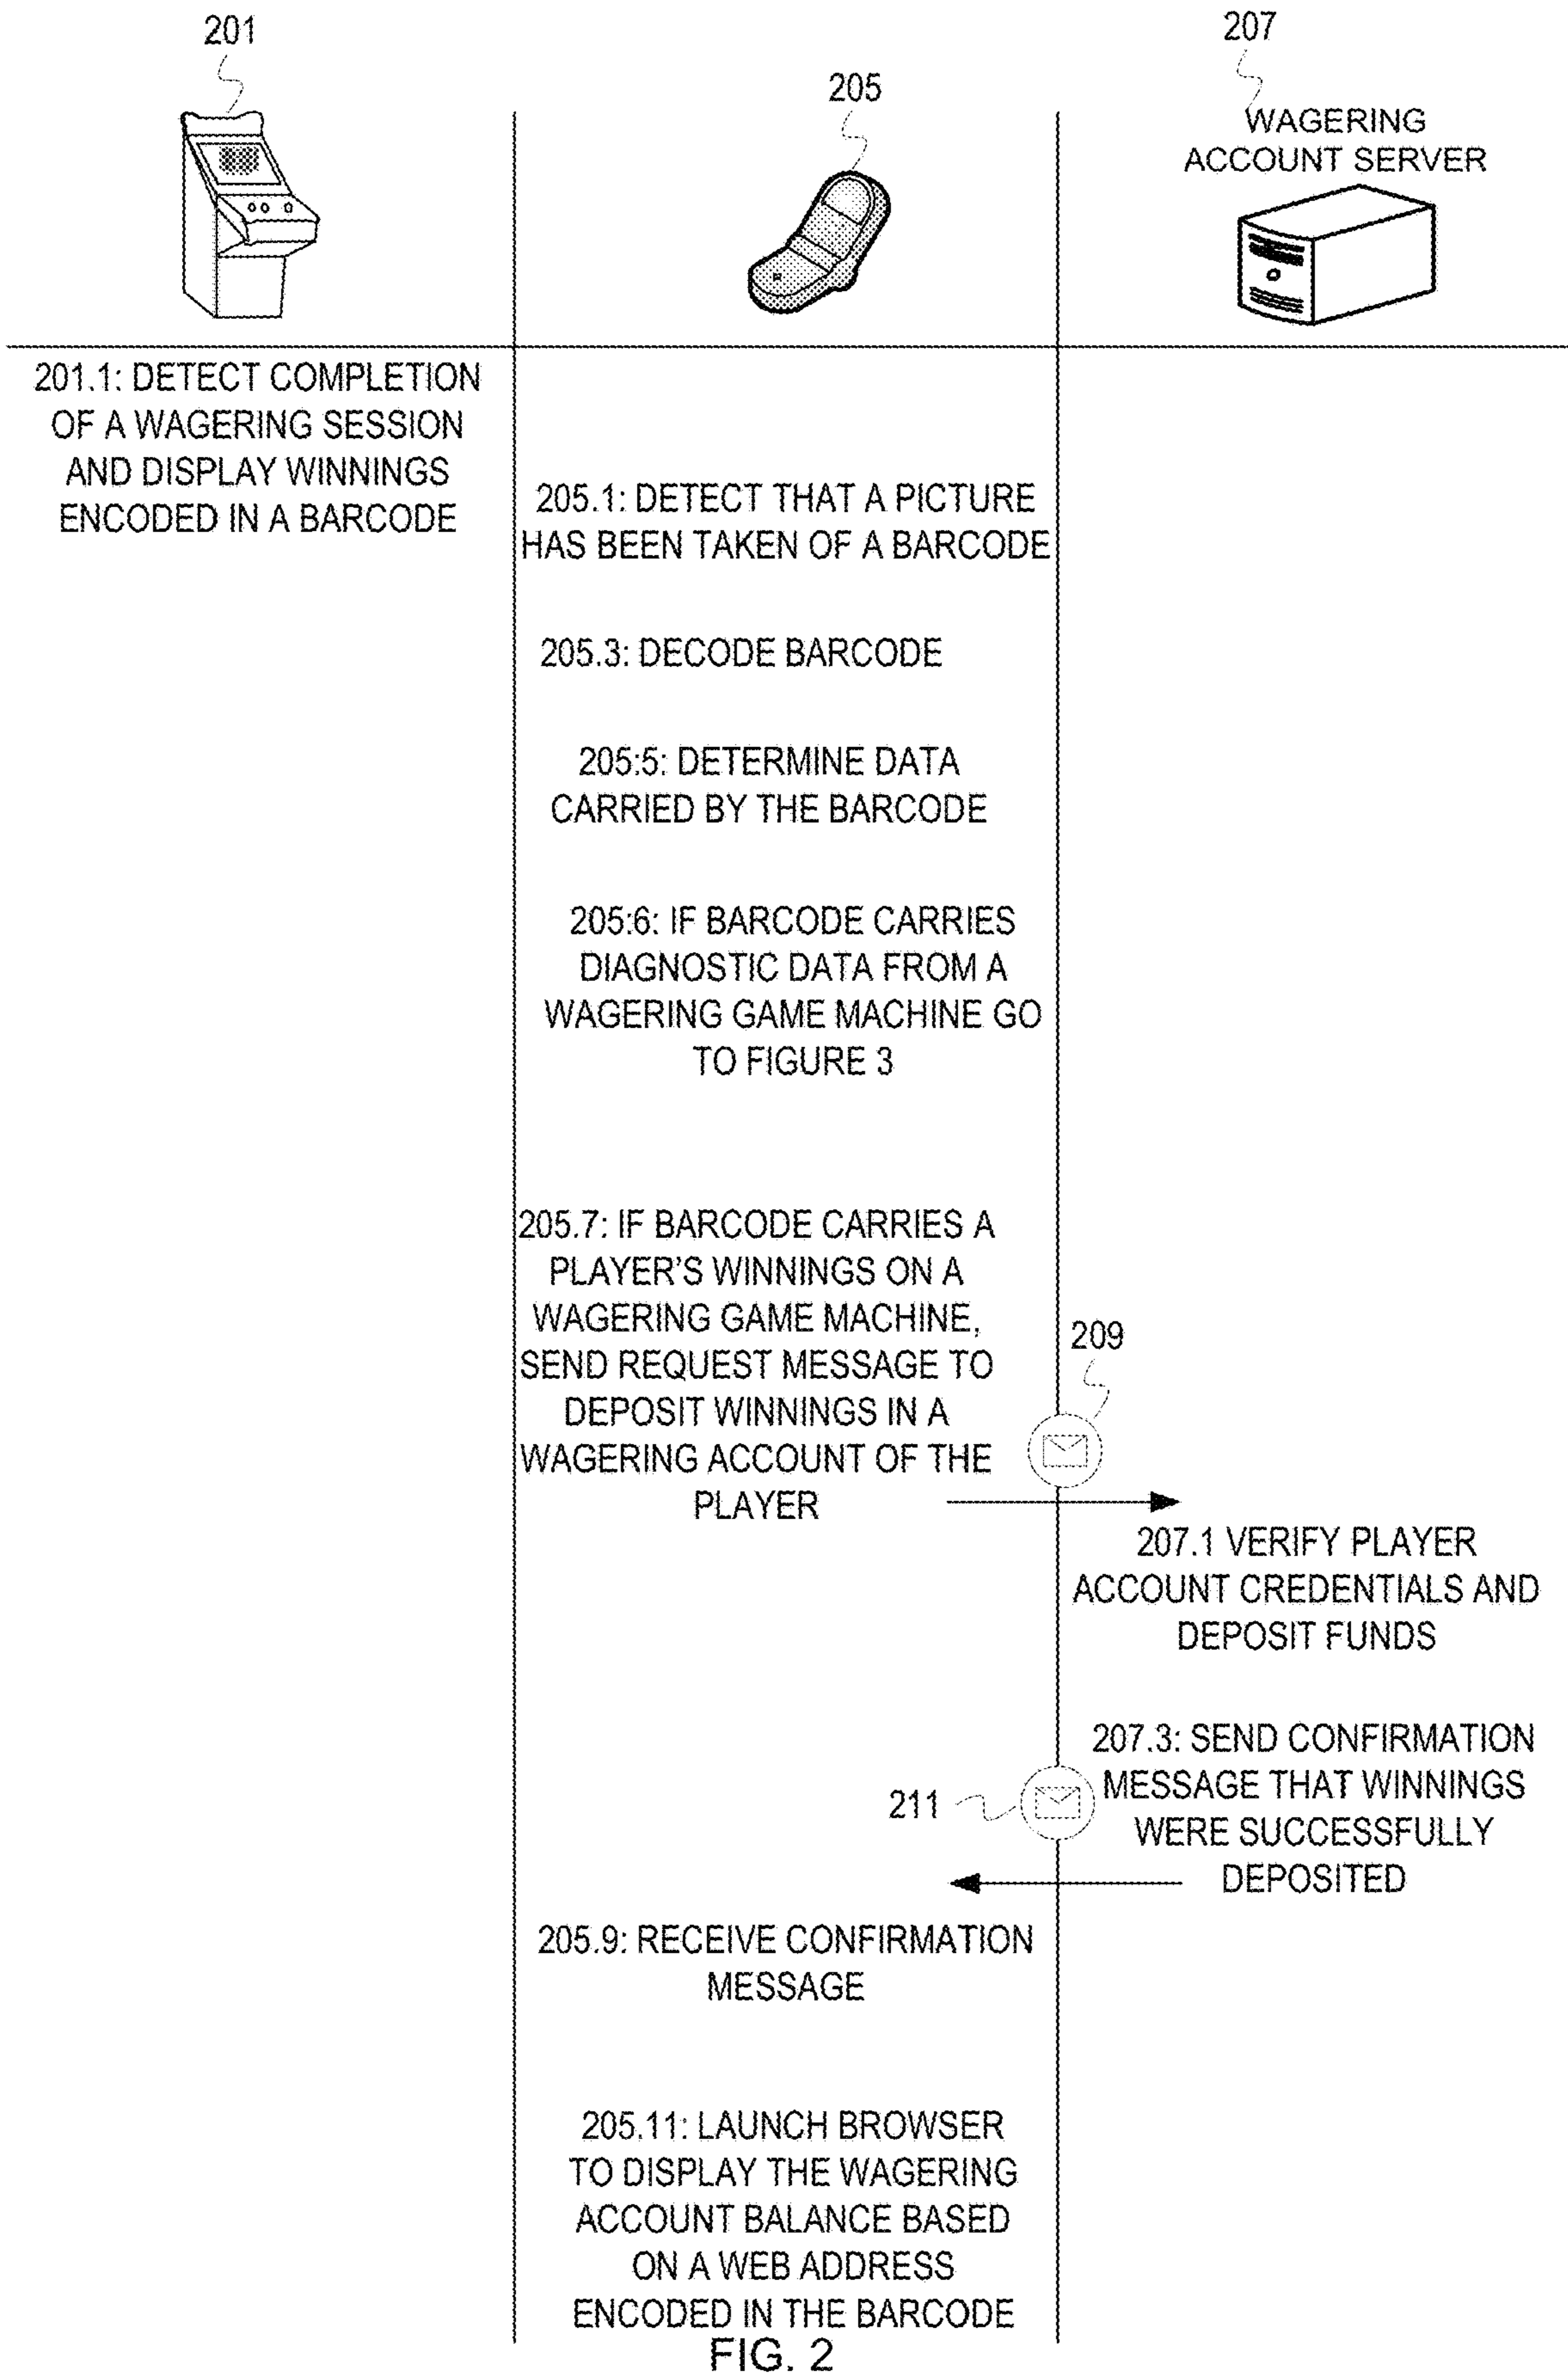 201
205
207
WAGERING
ACCOUNT SERVER
201.1: DETECT COMPLETION
OF A WAGERING SESSION
AND DISPLAY WINNINGS
ENCODED IN A BARCODE
205.1: DETECT THAT A PICTURE
HAS BEEN TAKEN OF A BARCODE
205.3: DECODE BARCODE
205:5: DETERMINE DATA
CARRIED BY THE BARCODE
205:6: IF BARCODE CARRIES
DIAGNOSTIC DATA FROM A
WAGERING GAME MACHINE GO
TO FIGURE 3
205.7: IF BARCODE CARRIES A
PLAYER'S WINNINGS ON A
WAGERING GAME MACHINE,
SEND REQUEST MESSAGE TO
DEPOSIT WINNINGS IN A
WAGERING ACCOUNT OF THE
PLAYER
209
207.1 VERIFY PLAYER
ACCOUNT CREDENTIALS AND
DEPOSIT FUNDS
207.3: SEND CONFIRMATION
MESSAGE THAT WINNINGS
WERE SUCCESSFULLY
DEPOSITED
211
205.9: RECEIVE CONFIRMATION
MESSAGE
205.11: LAUNCH BROWSER
TO DISPLAY THE WAGERING
ACCOUNT BALANCE BASED
ON A WEB ADDRESS
ENCODED IN THE BARCODE
FIG. 2